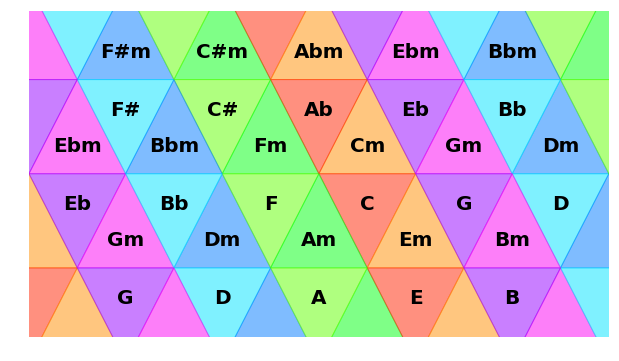 F#m C#m Abm Ebm Bbm
F# C# Ab Eb Bb
Ebm Bbm Fm Cm Gm Dm
Eb Bb F C G D
Gm Dm Am Em Bm
G D A E B